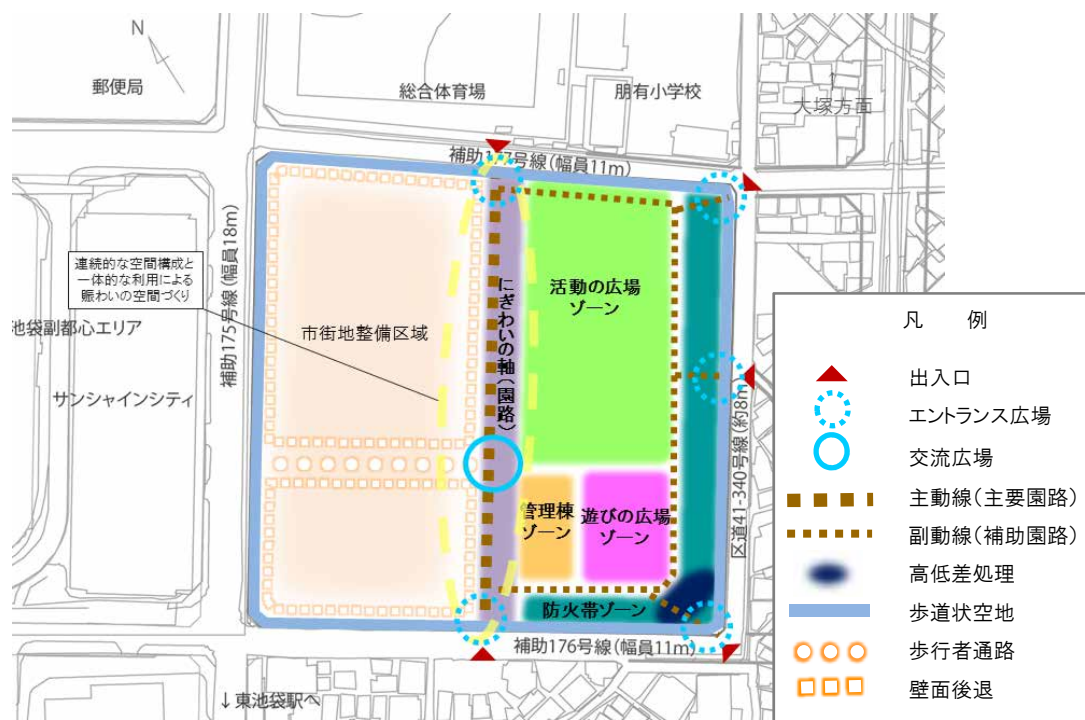 N
郵便局
総合体育場
朋有小学校
↑
大塚方面
補助177号線(幅員11m)
補助175号線(幅員18m)
連続的な空間構成と
一体的な利用による
賑わいの空間づくり
池袋副都心エリア
サンシャインシティ
市街地整備区域
にぎわいの軸(園路)
活動の広場
ゾーン
管理棟
ゾーン
遊びの広場
ゾーン
防火帯ゾーン
区道41-340号線(約8m)
補助176号線(幅員11m)
↓東池袋駅へ
凡 例
出入口
エントランス広場
交流広場
主動線(主要園路)
副動線(補助園路)
高低差処理
歩道状空地
歩行者通路
壁面後退